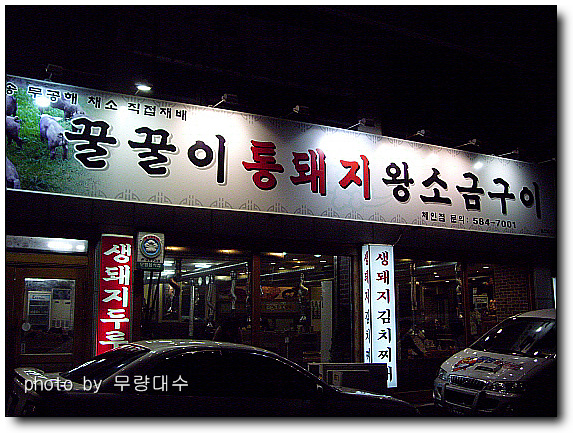 무공해 채소 직접재배
꿀꿀이 통돼지 왕소금구이
체인점 문의: 584-7001
생돼지두루
생돼지김치찌개
photo by 무량대수